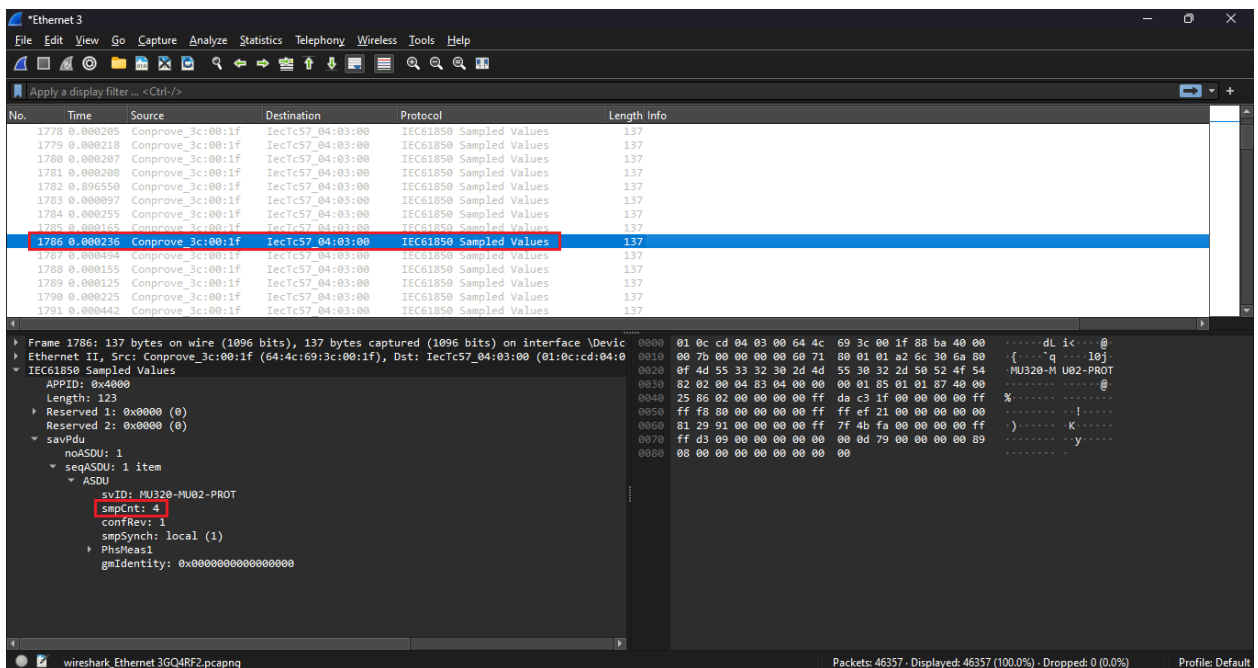 *Ethernet 3
File Edit View Go Capture Analyze Statistics Telephony Wireless Tools Help
Apply a display filter ... <Ctrl-/>
No. Time Source Destination Protocol Length Info
1778 0.000205 Conprove_3c:00:1f IecTc57_04:03:00 IEC61850 Sampled Values 137
1779 0.000218 Conprove_3c:00:1f IecTc57_04:03:00 IEC61850 Sampled Values 137
1780 0.000207 Conprove_3c:00:1f IecTc57_04:03:00 IEC61850 Sampled Values 137
1781 0.000208 Conprove_3c:00:1f IecTc57_04:03:00 IEC61850 Sampled Values 137
1782 0.896550 Conprove_3c:00:1f IecTc57_04:03:00 IEC61850 Sampled Values 137
1783 0.000097 Conprove_3c:00:1f IecTc57_04:03:00 IEC61850 Sampled Values 137
1784 0.000255 Conprove_3c:00:1f IecTc57_04:03:00 IEC61850 Sampled Values 137
1785 0.000165 Conprove_3c:00:1f IecTc57_04:03:00 IEC61850 Sampled Values 137
1786 0.000236 Conprove_3c:00:1f IecTc57_04:03:00 IEC61850 Sampled Values 137
1787 0.000494 Conprove_3c:00:1f IecTc57_04:03:00 IEC61850 Sampled Values 137
1788 0.000155 Conprove_3c:00:1f IecTc57_04:03:00 IEC61850 Sampled Values 137
1789 0.000125 Conprove_3c:00:1f IecTc57_04:03:00 IEC61850 Sampled Values 137
1790 0.000225 Conprove_3c:00:1f IecTc57_04:03:00 IEC61850 Sampled Values 137
1791 0.000442 Conprove_3c:00:1f IecTc57_04:03:00 IEC61850 Sampled Values 137
Frame 1786: 137 bytes on wire (1096 bits), 137 bytes captured (1096 bits) on interface \Devic
Ethernet II, Src: Conprove_3c:00:1f (64:4c:69:3c:00:1f), Dst: IecTc57_04:03:00 (01:0c:cd:04:0
IEC61850 Sampled Values
APPID: 0x4000
Length: 123
Reserved 1: 0x0000 (0)
Reserved 2: 0x0000 (0)
savPdu
noASDU: 1
seqASDU: 1 item
ASDU
svID: MU320-MU02-PROT
smpCnt: 4
confRev: 1
smpSynch: local (1)
PhsMeas1
gmIdentity: 0x0000000000000000
0000 01 0c cd 04 03 00 64 4c 69 3c 00 1f 88 ba 40 00 ······dL i<····@·
0010 00 7b 00 00 00 00 60 71 80 01 01 a2 6c 30 6a 80 ·{····`q ····l0j·
0020 0f 4d 55 33 32 30 2d 4d 55 30 32 2d 50 52 4f 54 ·MU320-M U02-PROT
0030 82 02 00 04 83 04 00 00 00 01 85 01 01 87 40 00 ········ ······@·
0040 25 86 02 00 00 00 00 ff da c3 1f 00 00 00 00 ff %······· ········
0050 ff f8 80 00 00 00 00 ff ff ef 21 00 00 00 00 00 ········ ··!·····
0060 81 29 91 00 00 00 00 ff 7f 4b fa 00 00 00 00 ff ·)······ ·K······
0070 ff d3 09 00 00 00 00 00 00 0d 79 00 00 00 00 89 ········ ··y·····
0080 08 00 00 00 00 00 00 00 00 ········ ·
wireshark_Ethernet 3GQ4RF2.pcapng
Packets: 46357 · Displayed: 46357 (100.0%) · Dropped: 0 (0.0%)
Profile: Default